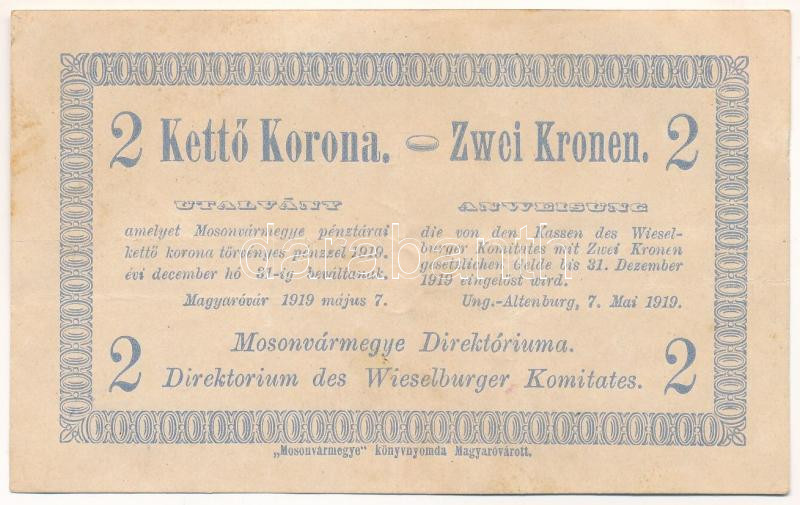 2 Kettő Korona. — Zwei Kronen. 2
UTALVÁNY
amelyet Mosonvármegye pénztárai
kettő korona törvényes pénzzel 1919.
évi december hó 31-ig beváltanak.
Magyaróvár 1919 május 7.
ANWEISUNG
die von den Kassen des Wiesel-
burger Komitates mit Zwei Kronen
gesetzlichen Gelde bis 31. Dezember
1919 eingelöst wird.
Ung.-Altenburg, 7. Mai 1919.
2 Mosonvármegye Direktóriuma. 2
Direktorium des Wieselburger Komitates.
„Mosonvármegye" könyvnyomda Magyaróvárott.
darabanth